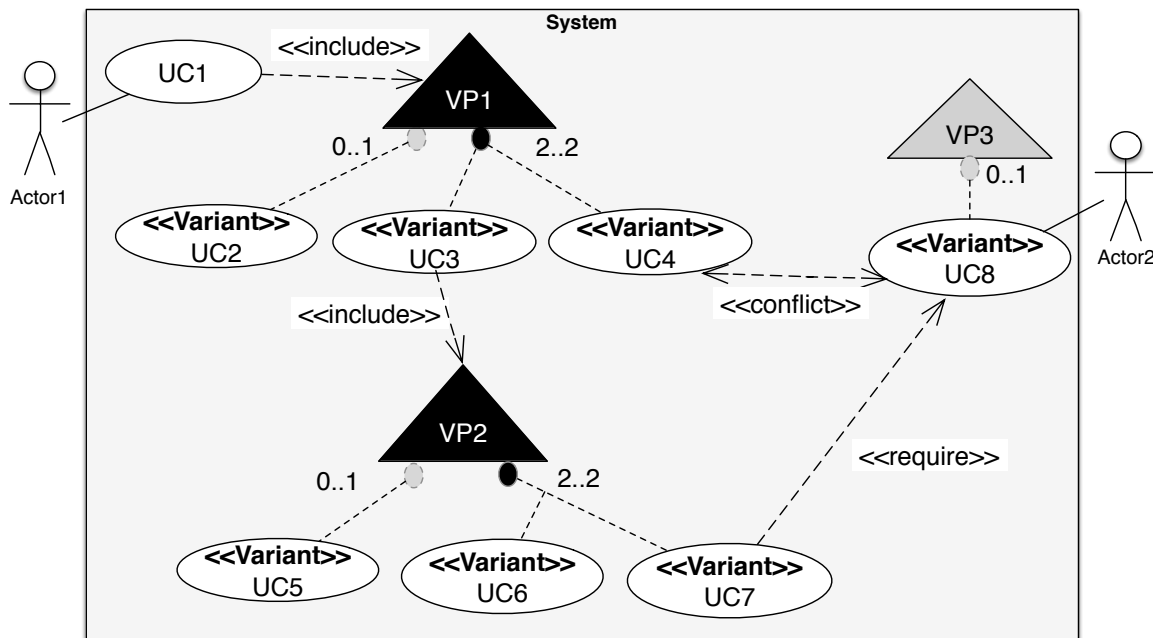 System
<<include>>
UC1
VP1
VP3
0..1
2..2
0..1
Actor1
Actor2
<<Variant>>
UC2
<<Variant>>
UC3
<<Variant>>
UC4
<<Variant>>
UC8
<<conflict>>
<<include>>
VP2
<<require>>
0..1
2..2
<<Variant>>
UC5
<<Variant>>
UC6
<<Variant>>
UC7